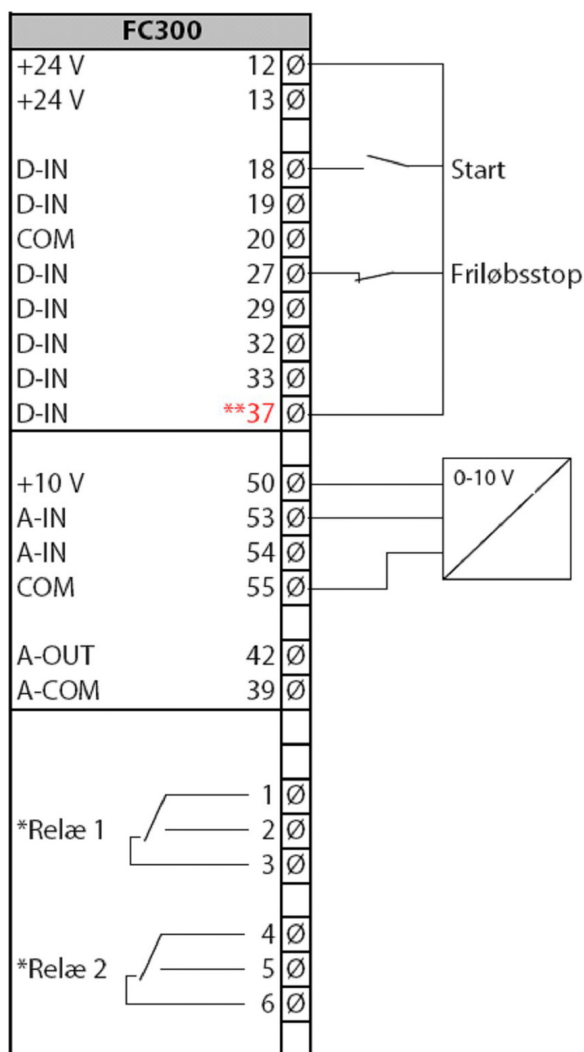 FC300
+24 V 12 Ø
+24 V 13 Ø
D-IN 18 Ø Start
D-IN 19 Ø
COM 20 Ø
D-IN 27 Ø Friløbsstop
D-IN 29 Ø
D-IN 32 Ø
D-IN 33 Ø
D-IN **37 Ø
+10 V 50 Ø 0-10 V
A-IN 53 Ø
A-IN 54 Ø
COM 55 Ø
A-OUT 42 Ø
A-COM 39 Ø
1 Ø
*Relæ 1 2 Ø
3 Ø
4 Ø
*Relæ 2 5 Ø
6 Ø